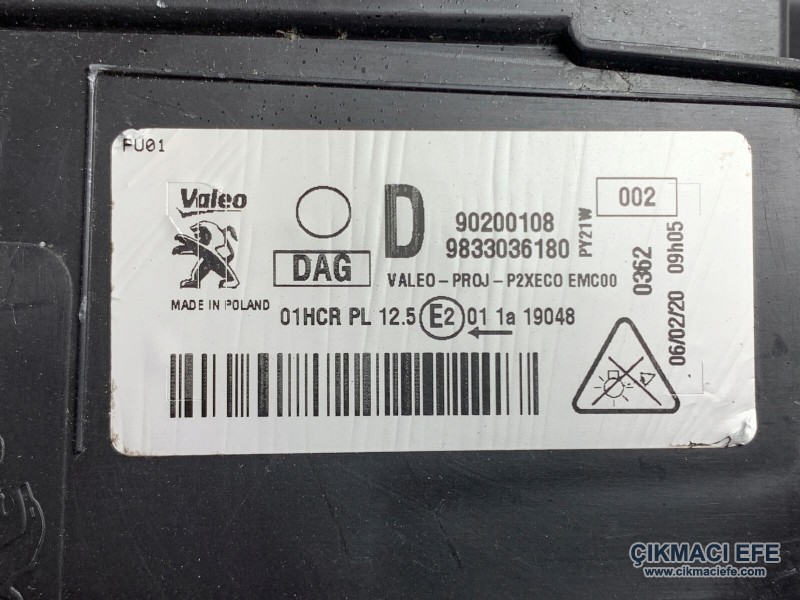 FU01
Valeo
MADE IN POLAND
DAG
D
90200108
9833036180
PY21W
002
VALEO-PROJ-P2XECO EMC00
01HCR PL 12.5 E2 01 1a 19048
0362
06/02/20 09h05
ÇIKMACI EFE
www.cikmaciefe.com